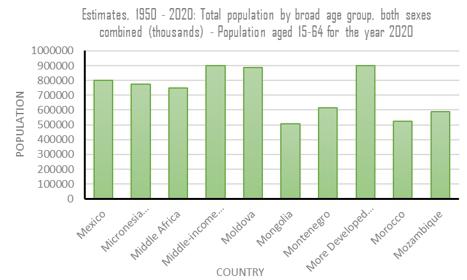 Estimates, 1950 - 2020: Total population by broad age group, both sexes
combined (thousands) - Population aged 15-64 for the year 2020
1000000
900000
800000
700000
600000
500000
400000
300000
200000
100000
0
POPULATION
Mexico
Micronesia...
Middle Africa
Middle-income...
Moldova
Mongolia
Montenegro
More Developed...
Morocco
Mozambique
COUNTRY